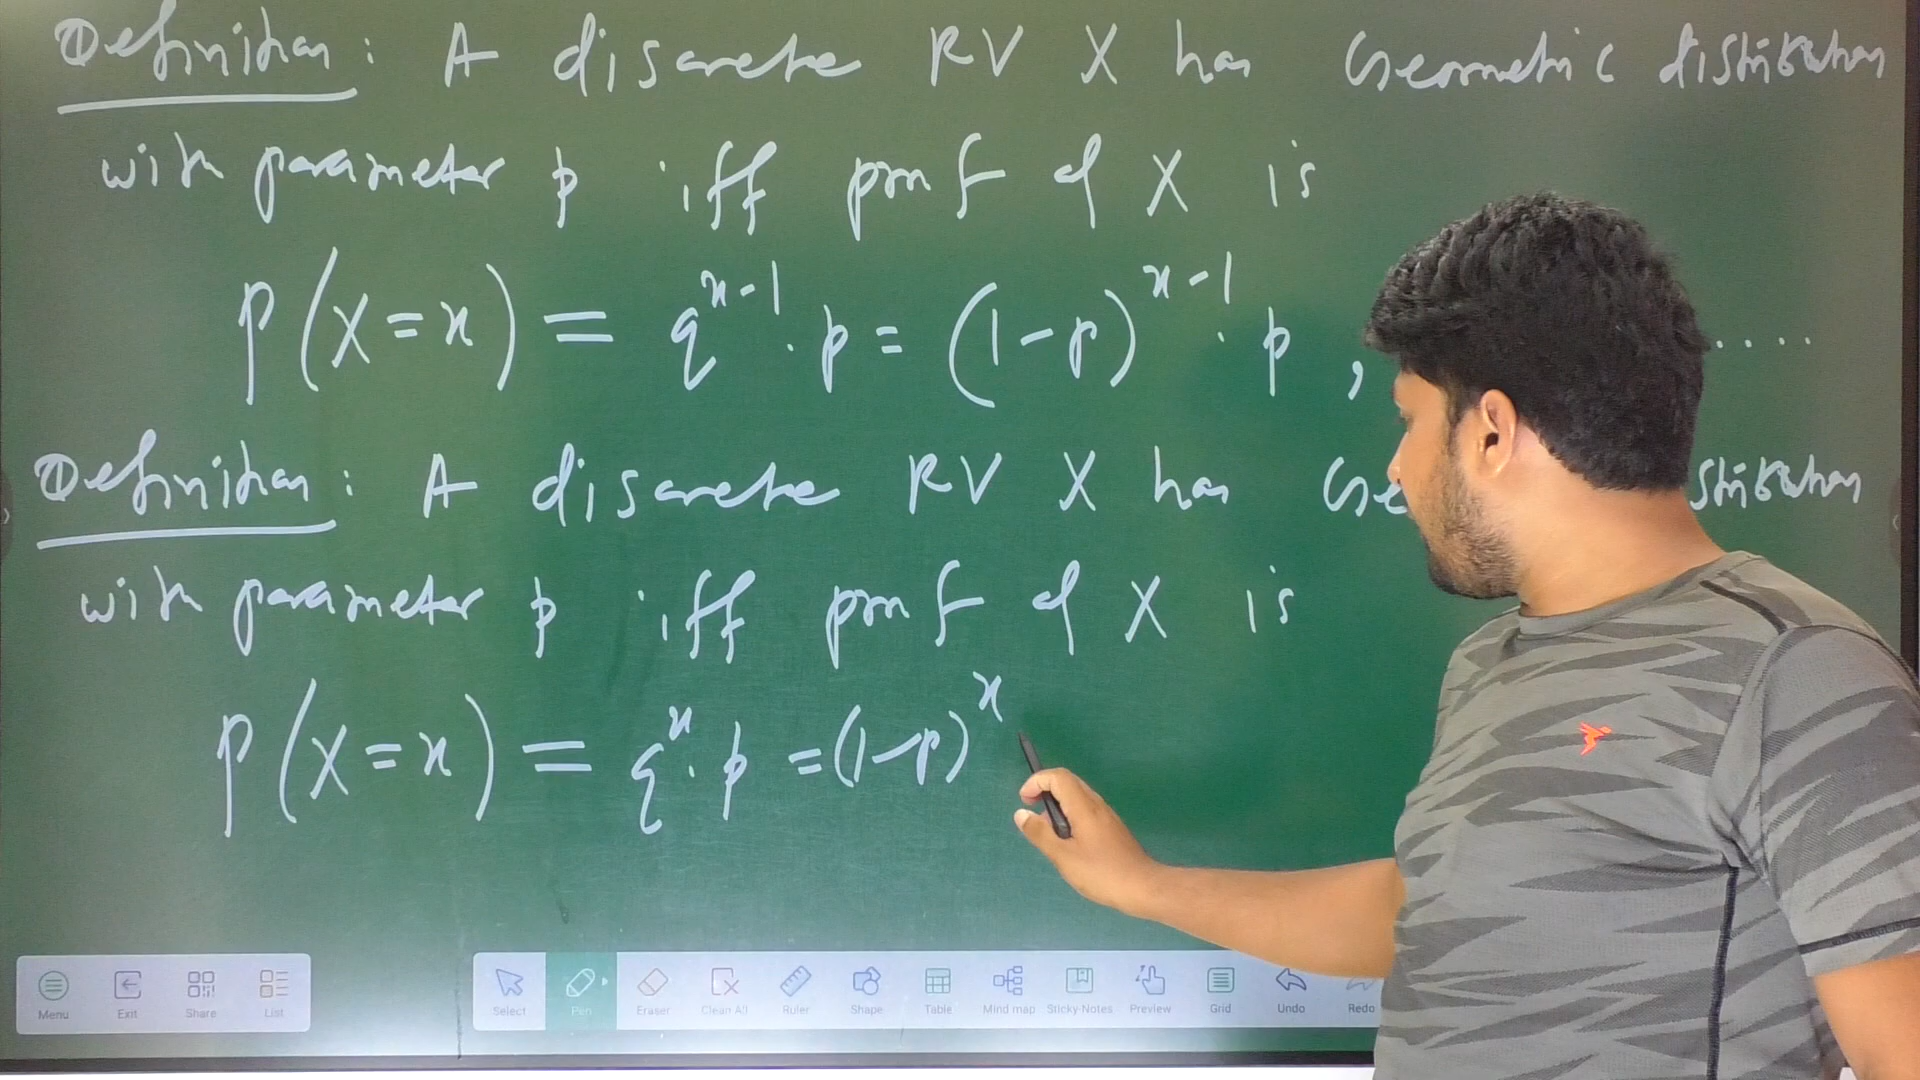 Definition: A discrete RV X has Geometric distribution
with parameter p iff pmf of X is
P(X=x) = q^{x-1} . p = (1-p)^{x-1} . p , .....
Definition: A discrete RV X has
with parameter p iff pmf of X is
P(X=x) = q^x . p = (1-p)^x
Menu Exit Share List Select Pen Eraser Clean All Ruler Shape Table Mind map Sticky-Notes Preview Grid Undo Redo